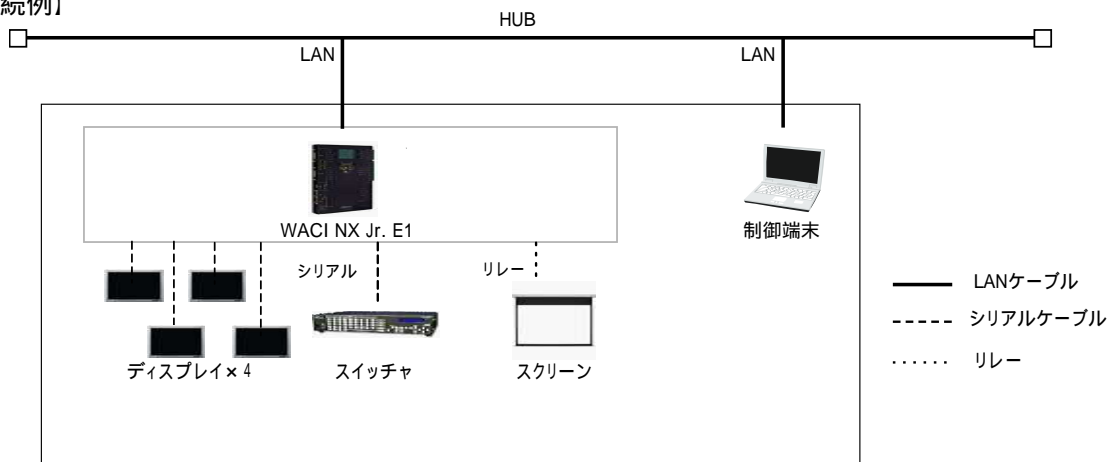 続例】
HUB
LAN
LAN
WACI NX Jr. E1
制御端末
シリアル
リレー
LANケーブル
シリアルケーブル
リレー
ディスプレイ×4
スイッチャ
スクリーン